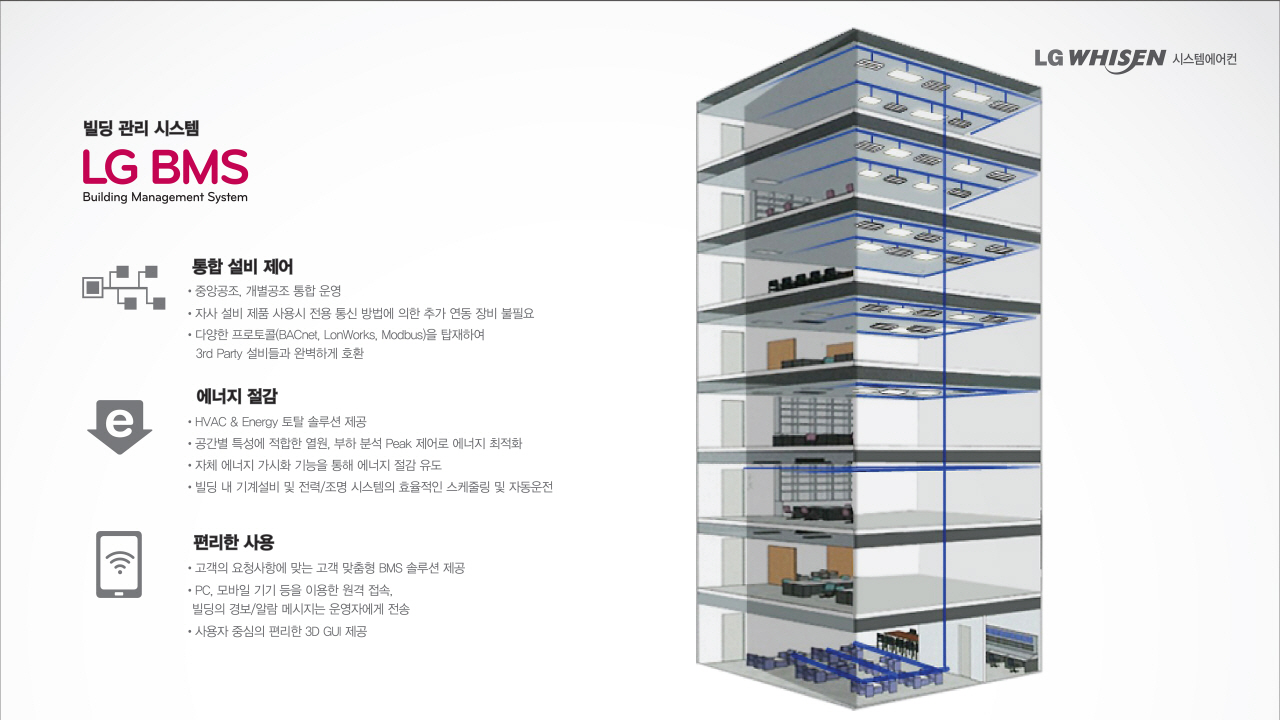 LG WHISEN 시스템에어컨
빌딩 관리 시스템
LG BMS
Building Management System
통합 설비 제어
• 중앙공조, 개별공조 통합 운영
• 자사 설비 제품 사용시 전용 통신 방법에 의한 추가 연동 장비 불필요
• 다양한 프로토콜(BACnet, LonWorks, Modbus)을 탑재하여
3rd Party 설비들과 완벽하게 호환
e
에너지 절감
• HVAC & Energy 토탈 솔루션 제공
• 공간별 특성에 적합한 열원, 부하 분석 Peak 제어로 에너지 최적화
• 자체 에너지 가시화 기능을 통해 에너지 절감 유도
• 빌딩 내 기계설비 및 전력/조명 시스템의 효율적인 스케줄링 및 자동운전
편리한 사용
• 고객의 요청사항에 맞는 고객 맞춤형 BMS 솔루션 제공
• PC, 모바일 기기 등을 이용한 원격 접속,
빌딩의 경보/알람 메시지는 운영자에게 전송
• 사용자 중심의 편리한 3D GUI 제공